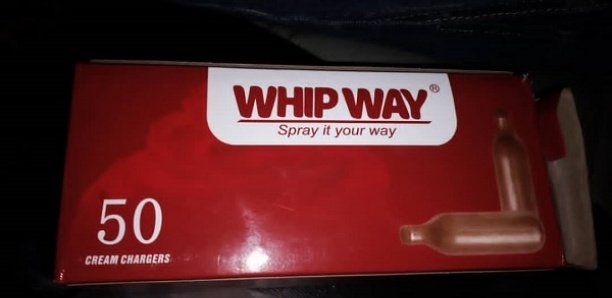 WHIP WAY®
Spray it your way
50
CREAM CHARGERS